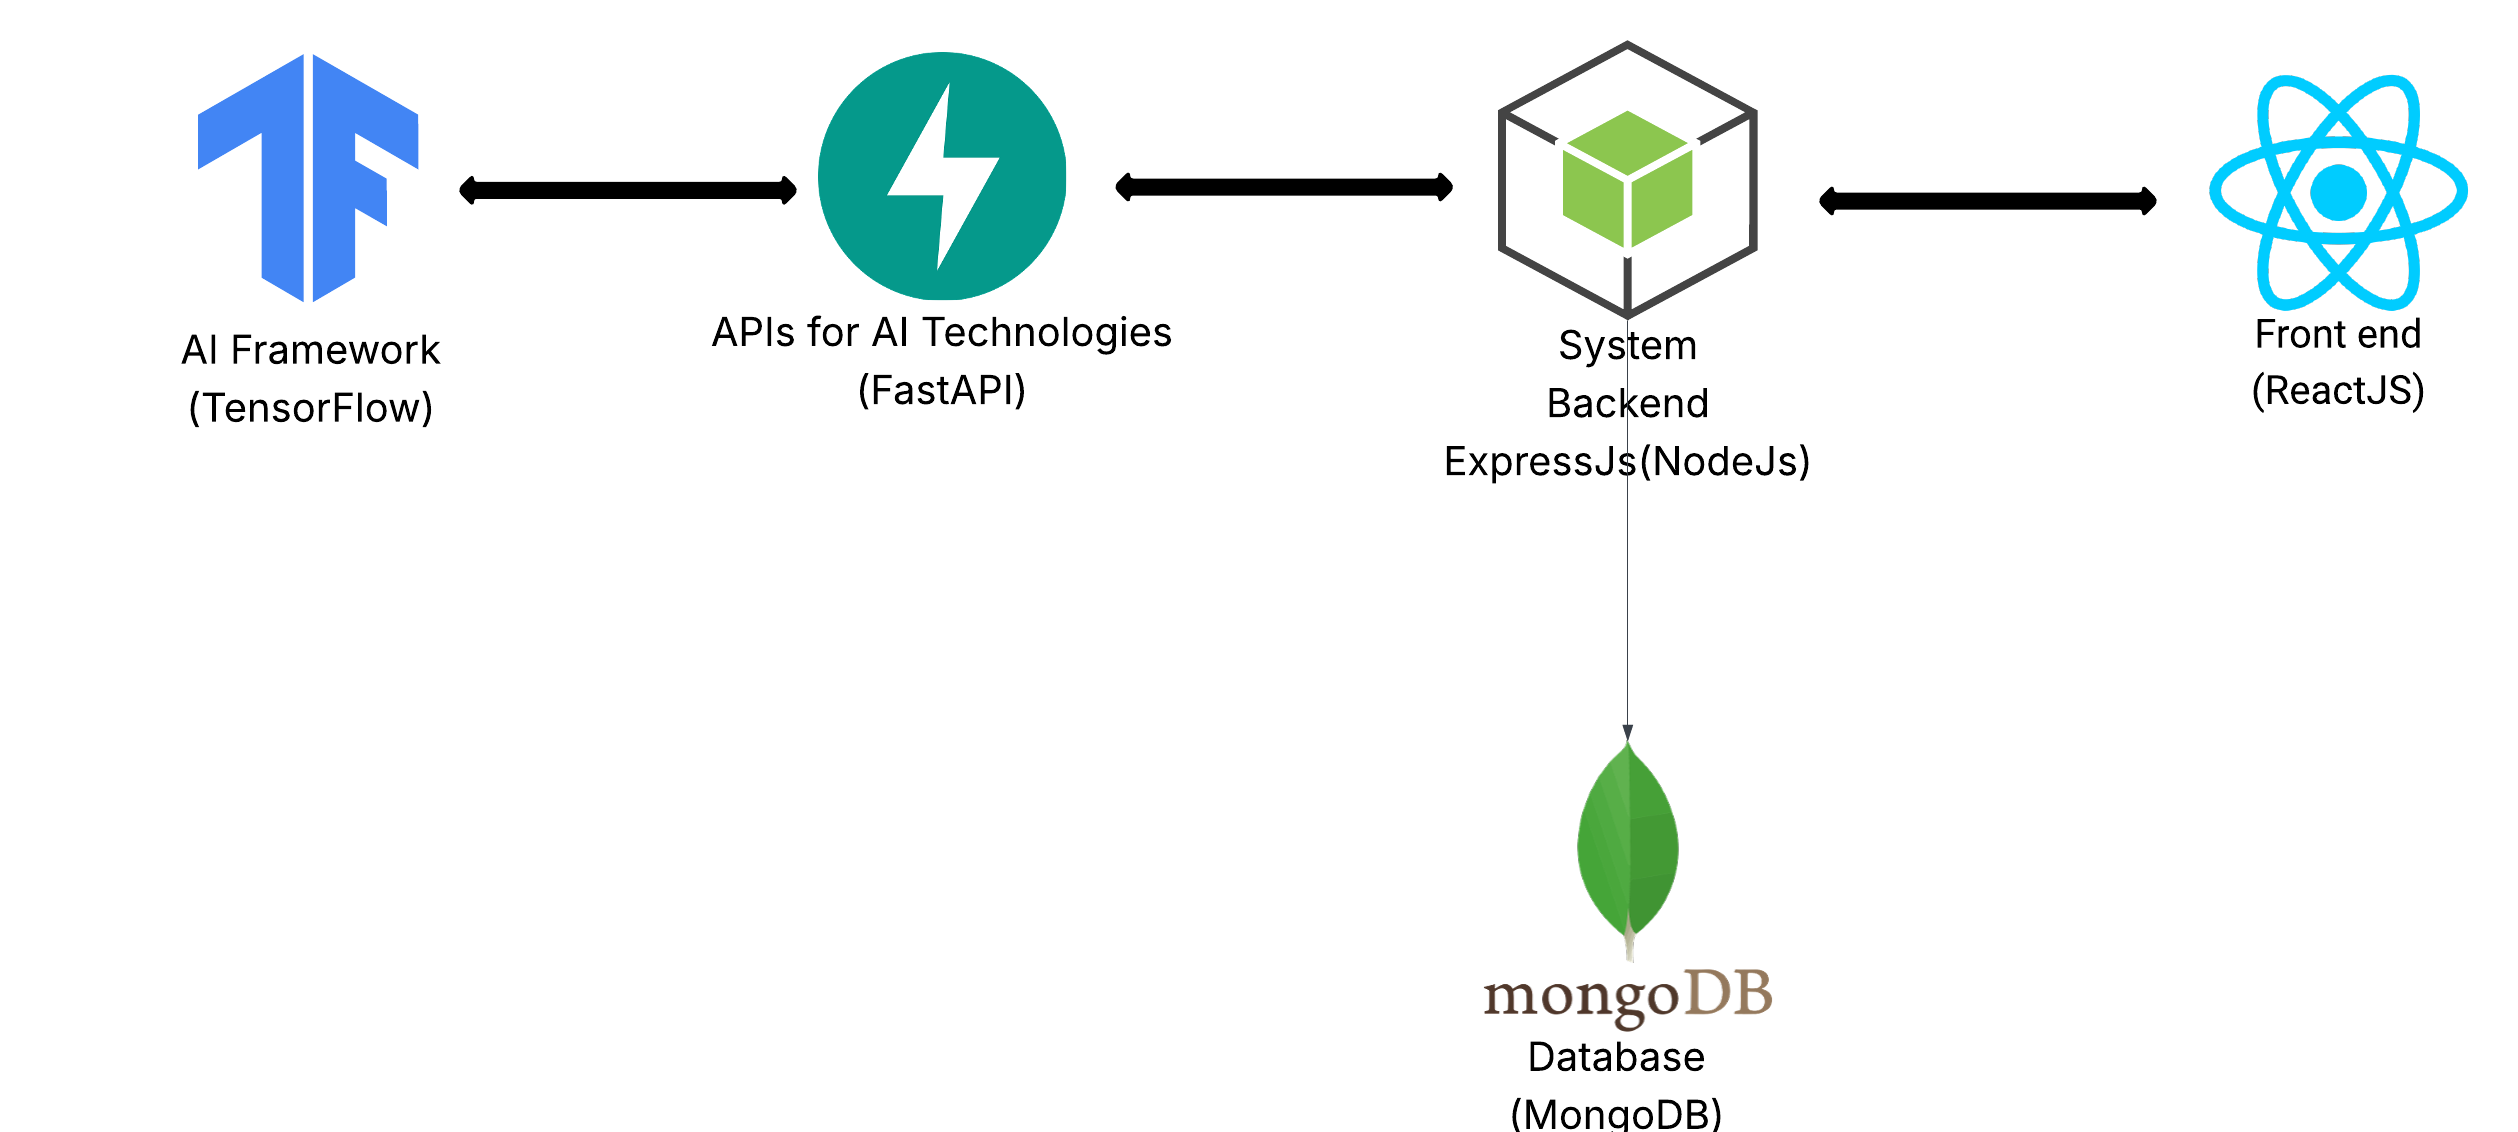 AI Framework
(TensorFlow)
APIs for AI Technologies
(FastAPI)
System
Backend
ExpressJs(NodeJs)
Front end
(ReactJS)
mongoDB
Database
(MongoDB)